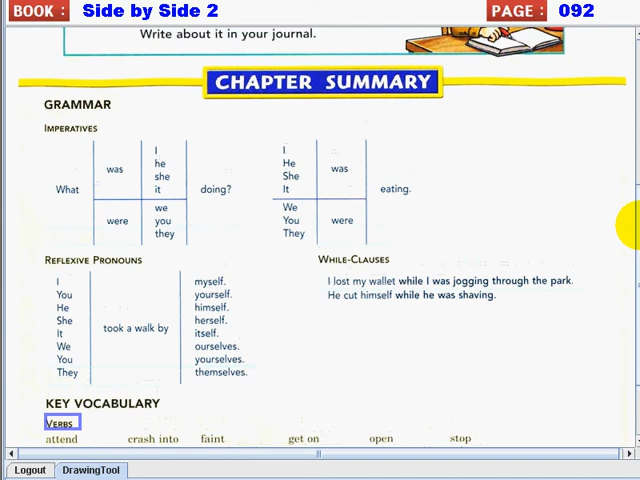 BOOK : Side by Side 2 PAGE : 092
Write about it in your journal.
CHAPTER SUMMARY
GRAMMAR
IMPERATIVES
What was I he she it doing?
were we you they
I He She It was eating.
We You They were
REFLEXIVE PRONOUNS
I myself.
You yourself.
He himself.
She herself.
It took a walk by itself.
We ourselves.
You yourselves.
They themselves.
WHILE-CLAUSES
I lost my wallet while I was jogging through the park.
He cut himself while he was shaving.
KEY VOCABULARY
VERBS
attend crash into faint get on open stop
Logout DrawingTool